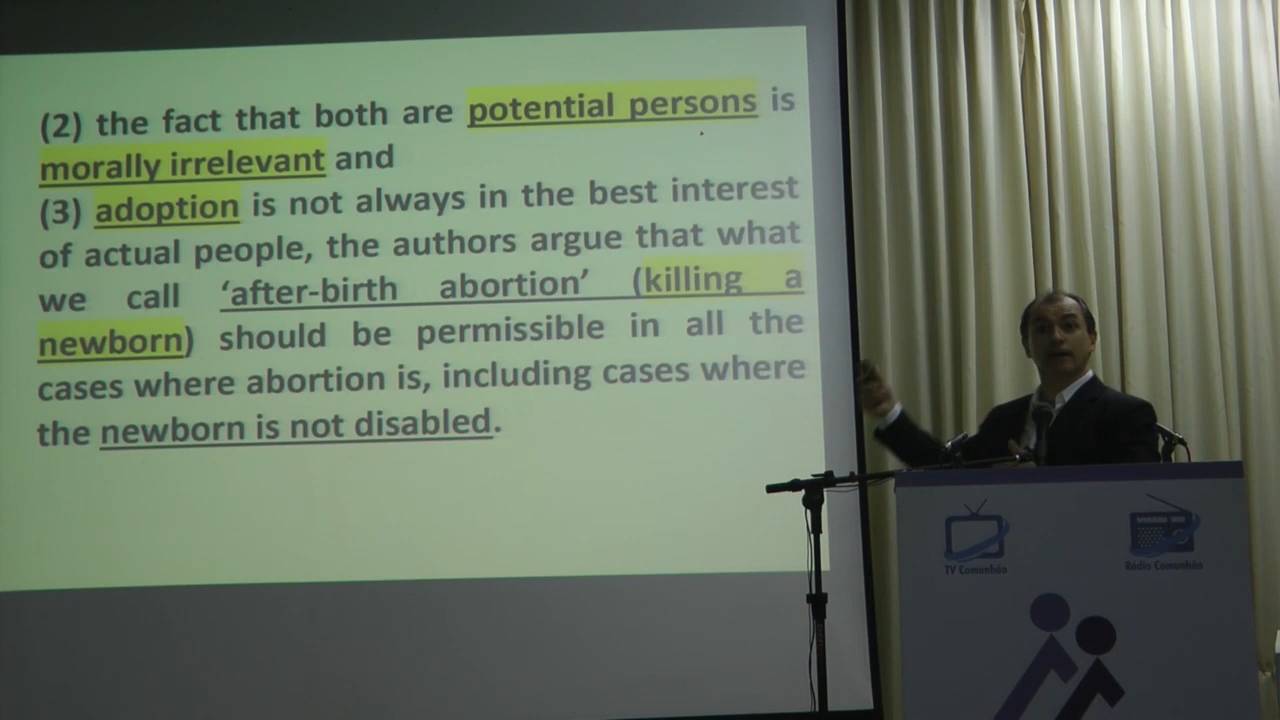 (2) the fact that both are potential persons is
morally irrelevant and
(3) adoption is not always in the best interest
of actual people, the authors argue that what
we call ‘after-birth abortion’ (killing a
newborn) should be permissible in all the
cases where abortion is, including cases where
the newborn is not disabled.
TV Comunhão
Rádio Comunhão